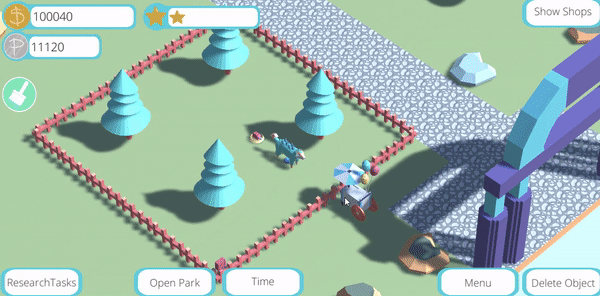 100040
Show Shops
11120
ResearchTasks
Open Park
Time
Menu
Delete Object